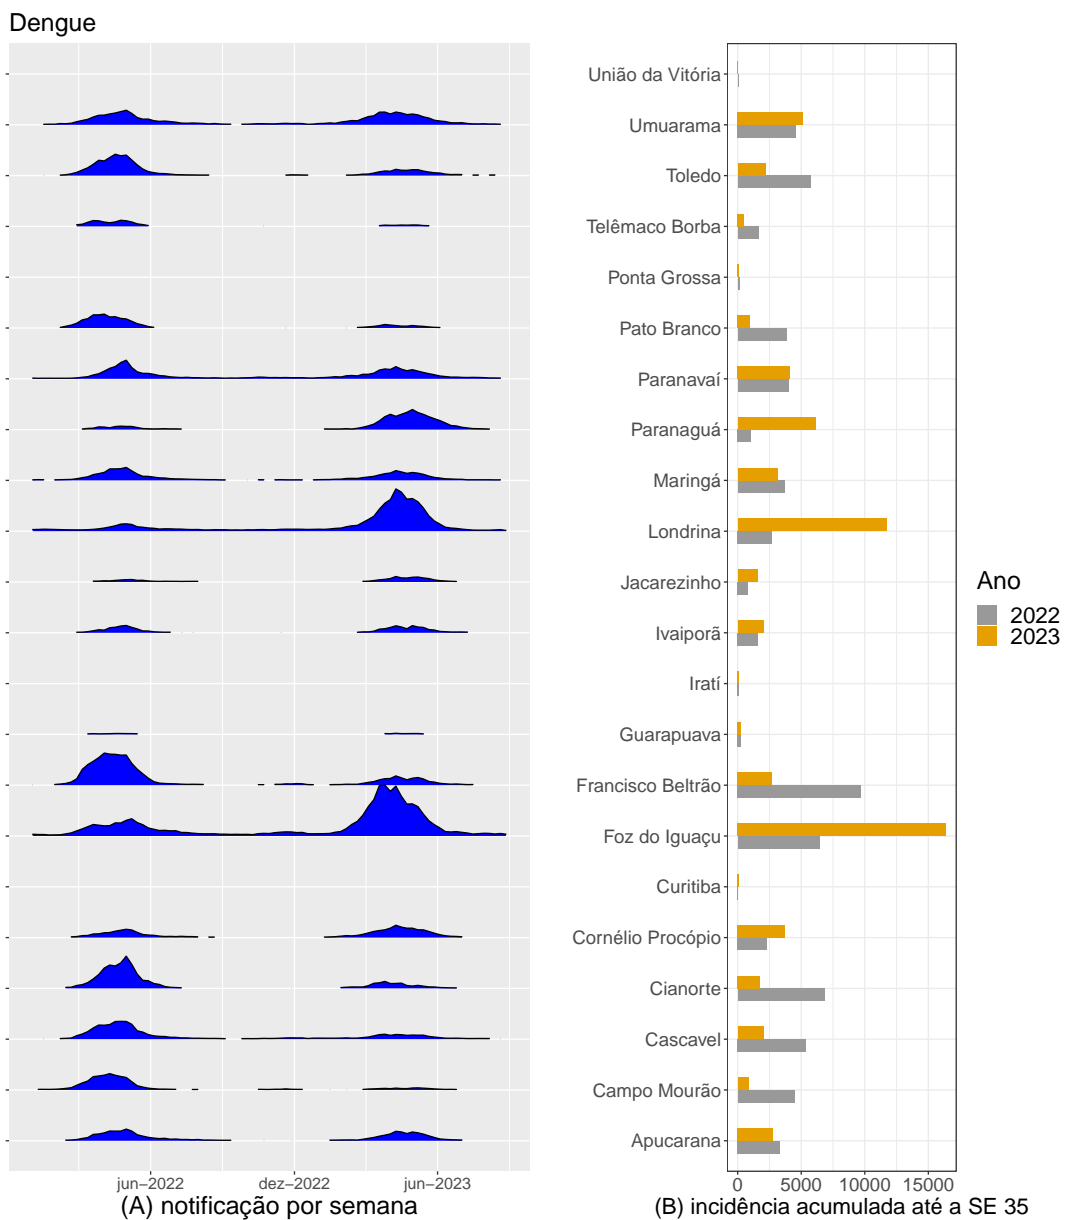 Dengue
União da Vitória
Umuarama
Toledo
Telêmaco Borba
Ponta Grossa
Pato Branco
Paranavaí
Paranaguá
Maringá
Londrina
Jacarezinho
Ivaiporã
Iratí
Guarapuava
Francisco Beltrão
Foz do Iguaçu
Curitiba
Cornélio Procópio
Cianorte
Cascavel
Campo Mourão
Apucarana
Ano
2022
2023
jun−2022 dez−2022 jun−2023
0 5000 10000 15000
(A) notificação por semana
(B) incidência acumulada até a SE 35